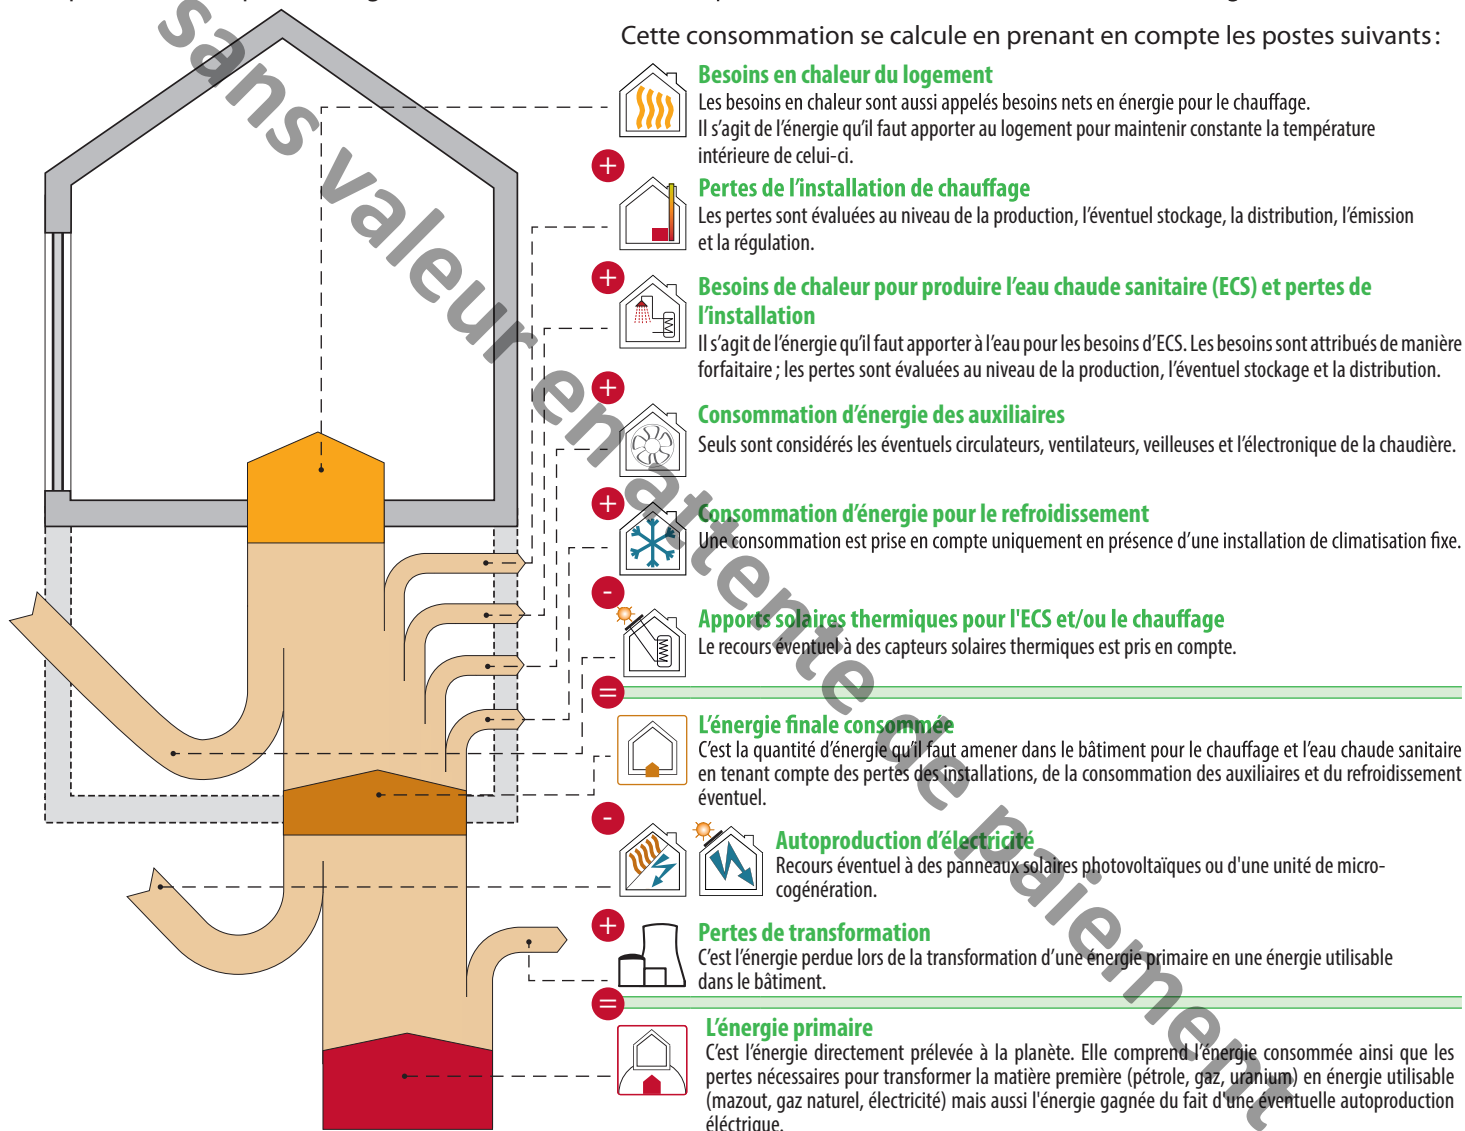 Cette consommation se calcule en prenant en compte les postes suivants :
Besoins en chaleur du logement
Les besoins en chaleur sont aussi appelés besoins nets en énergie pour le chauffage.
Il s’agit de l’énergie qu’il faut apporter au logement pour maintenir constante la température
intérieure de celui-ci.
+
Pertes de l’installation de chauffage
Les pertes sont évaluées au niveau de la production, l’éventuel stockage, la distribution, l’émission
et la régulation.
+
Besoins de chaleur pour produire l’eau chaude sanitaire (ECS) et pertes de
l’installation
Il s’agit de l’énergie qu’il faut apporter à l’eau pour les besoins d’ECS. Les besoins sont attribués de manière
forfaitaire ; les pertes sont évaluées au niveau de la production, l’éventuel stockage et la distribution.
+
Consommation d’énergie des auxiliaires
Seuls sont considérés les éventuels circulateurs, ventilateurs, veilleuses et l’électronique de la chaudière.
+
Consommation d’énergie pour le refroidissement
Une consommation est prise en compte uniquement en présence d’une installation de climatisation fixe.
-
Apports solaires thermiques pour l'ECS et/ou le chauffage
Le recours éventuel à des capteurs solaires thermiques est pris en compte.
=
L’énergie finale consommée
C’est la quantité d’énergie qu’il faut amener dans le bâtiment pour le chauffage et l’eau chaude sanitaire
en tenant compte des pertes des installations, de la consommation des auxiliaires et du refroidissement
éventuel.
-
Autoproduction d’électricité
Recours éventuel à des panneaux solaires photovoltaïques ou d'une unité de micro-
cogénération.
+
Pertes de transformation
C’est l’énergie perdue lors de la transformation d’une énergie primaire en une énergie utilisable
dans le bâtiment.
=
L’énergie primaire
C’est l’énergie directement prélevée à la planète. Elle comprend l’énergie consommée ainsi que les
pertes nécessaires pour transformer la matière première (pétrole, gaz, uranium) en énergie utilisable
(mazout, gaz naturel, électricité) mais aussi l'énergie gagnée du fait d'une éventuelle autoproduction
éléctrique.
sans valeur en attente de paiement